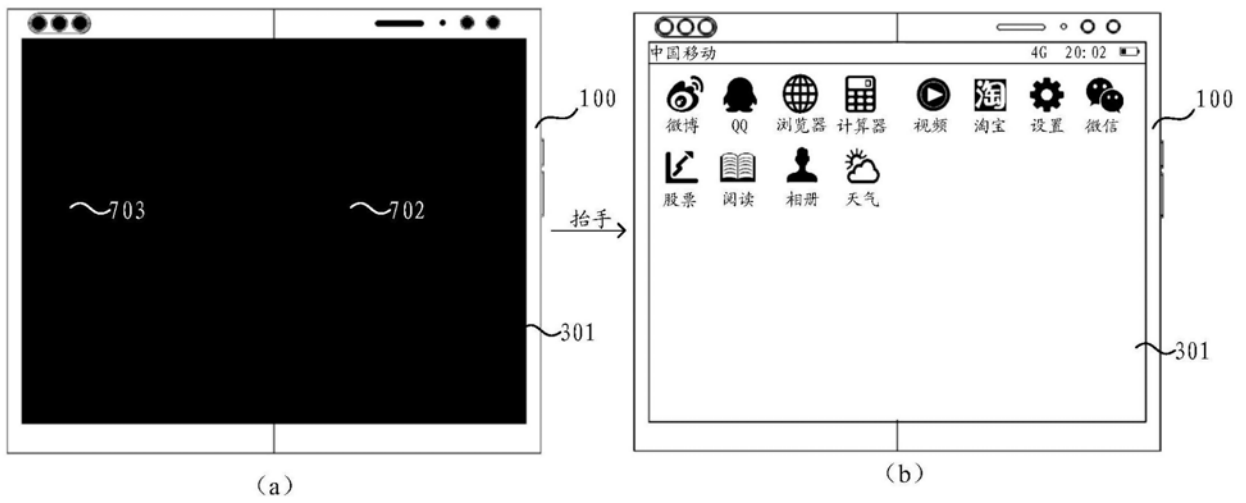 中国移动 4G 20:02
微博 QQ 浏览器 计算器 视频 淘宝 设置 微信
淘
股票 阅读 相册 天气
100
703
702
301
抬手
100
301
(a)
(b)